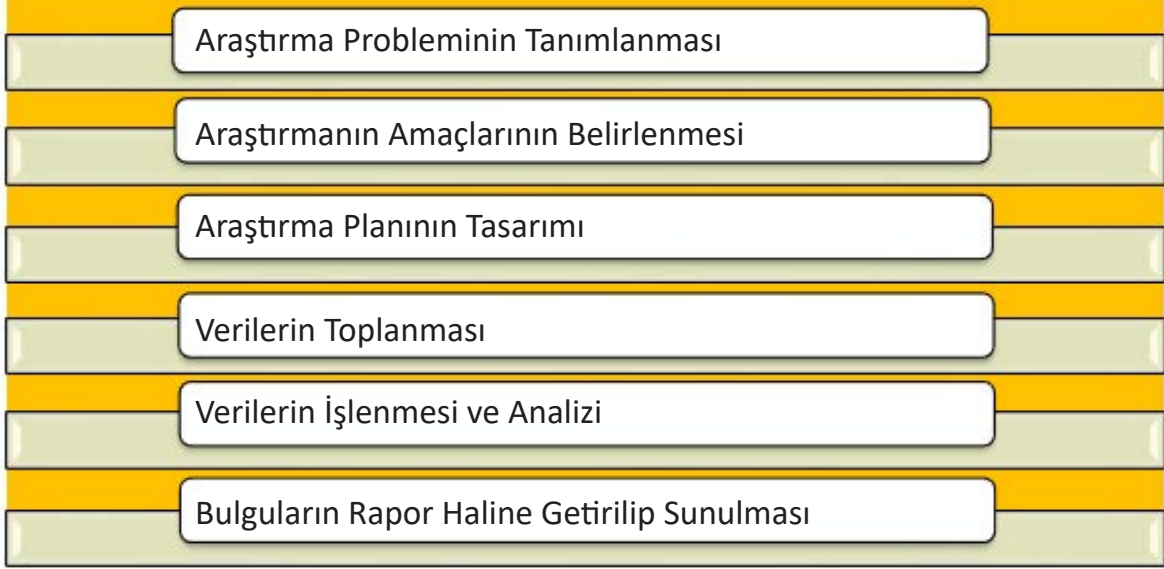 Araştırma Probleminin Tanımlanması
Araştırmanın Amaçlarının Belirlenmesi
Araştırma Planının Tasarımı
Verilerin Toplanması
Verilerin İşlenmesi ve Analizi
Bulguların Rapor Haline Getirilip Sunulması